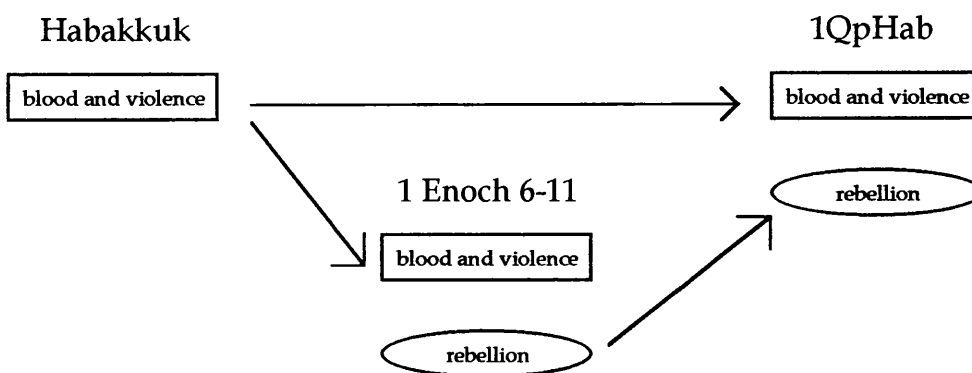 Habakkuk
1QpHab
blood and violence
blood and violence
rebellion
1 Enoch 6-11
blood and violence
rebellion